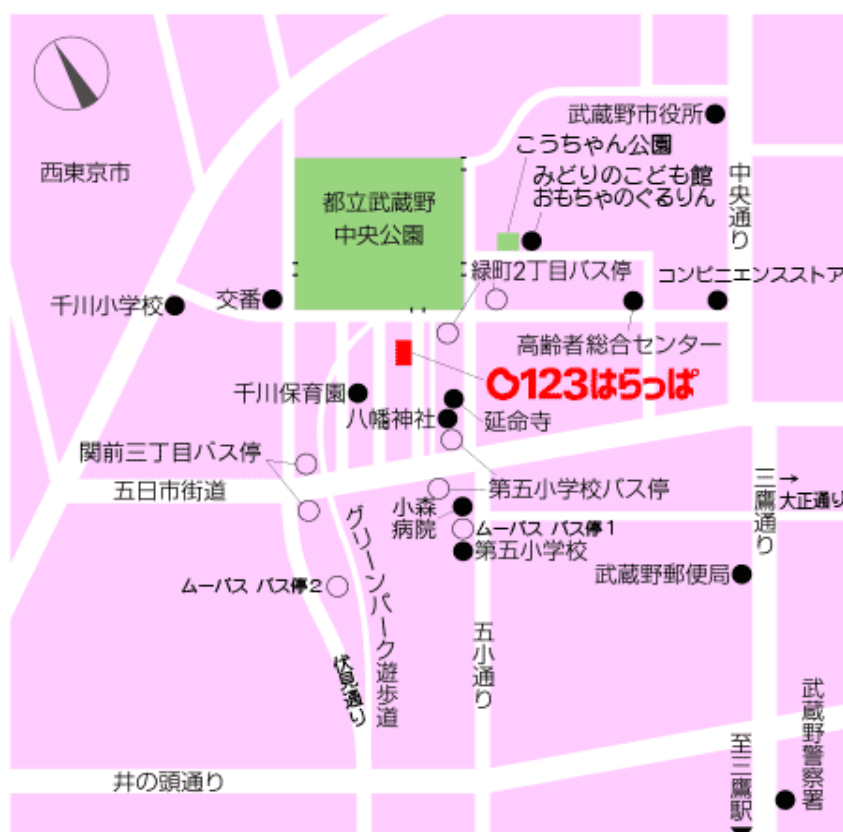 武蔵野市役所
こうちゃん公園
西東京市
みどりのこども館
おもちゃのぐるりん
中央通り
都立武蔵野
中央公園
緑町2丁目バス停
コンビニエンスストア
千川小学校
交番
高齢者総合センター
0123はらっぱ
千川保育園
八幡神社
延命寺
関前三丁目バス停
五日市街道
第五小学校バス停
三鷹通り
→
大正通り
小森
病院
ムーバス バス停1
第五小学校
グリーンパーク遊歩道
武蔵野郵便局
ムーバス バス停2
五小通り
伏見通り
武蔵野警察署
至三鷹駅
井の頭通り